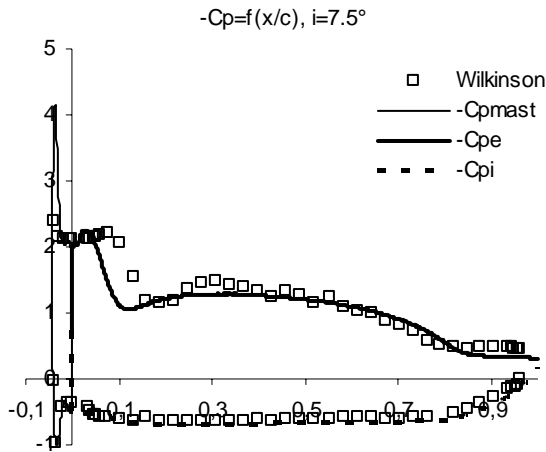 -Cp=f(x/c), i=7.5°
5
4
3
2
1
0
-1
-0,1
0,1
0,3
0,5
0,7
0,9
Wilkinson
-Cpmast
-Cpe
-Cpi